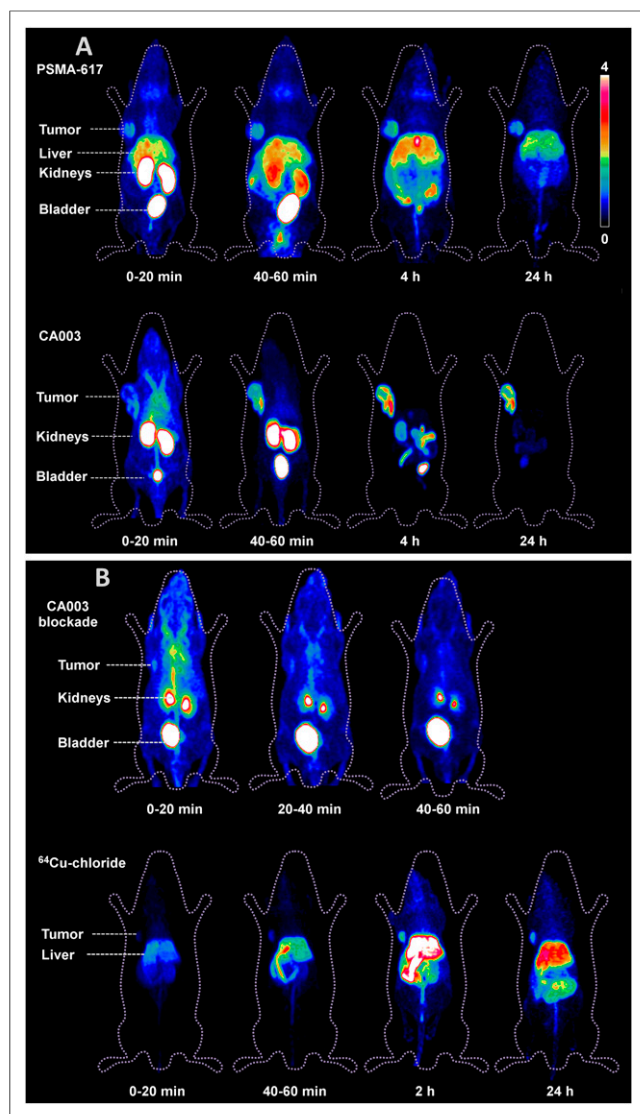 A
PSMA-617
4
0
Tumor
Liver
Kidneys
Bladder
0-20 min 40-60 min 4 h 24 h
CA003
Tumor
Kidneys
Bladder
0-20 min 40-60 min 4 h 24 h
B
CA003
blockade
Tumor
Kidneys
Bladder
0-20 min 20-40 min 40-60 min
⁶⁴Cu-chloride
Tumor
Liver
0-20 min 40-60 min 2 h 24 h